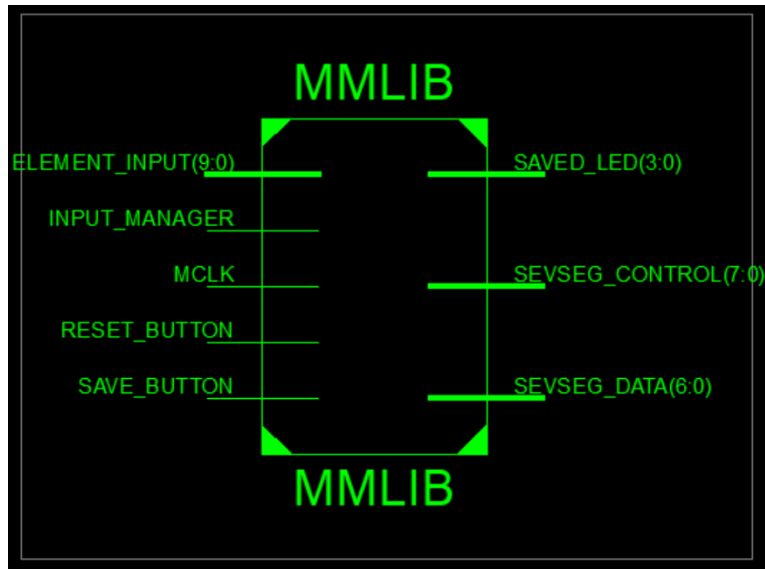 MMLIB
ELEMENT_INPUT(9:0)
SAVED_LED(3:0)
INPUT_MANAGER
MCLK
SEVSEG_CONTROL(7:0)
RESET_BUTTON
SAVE_BUTTON
SEVSEG_DATA(6:0)
MMLIB